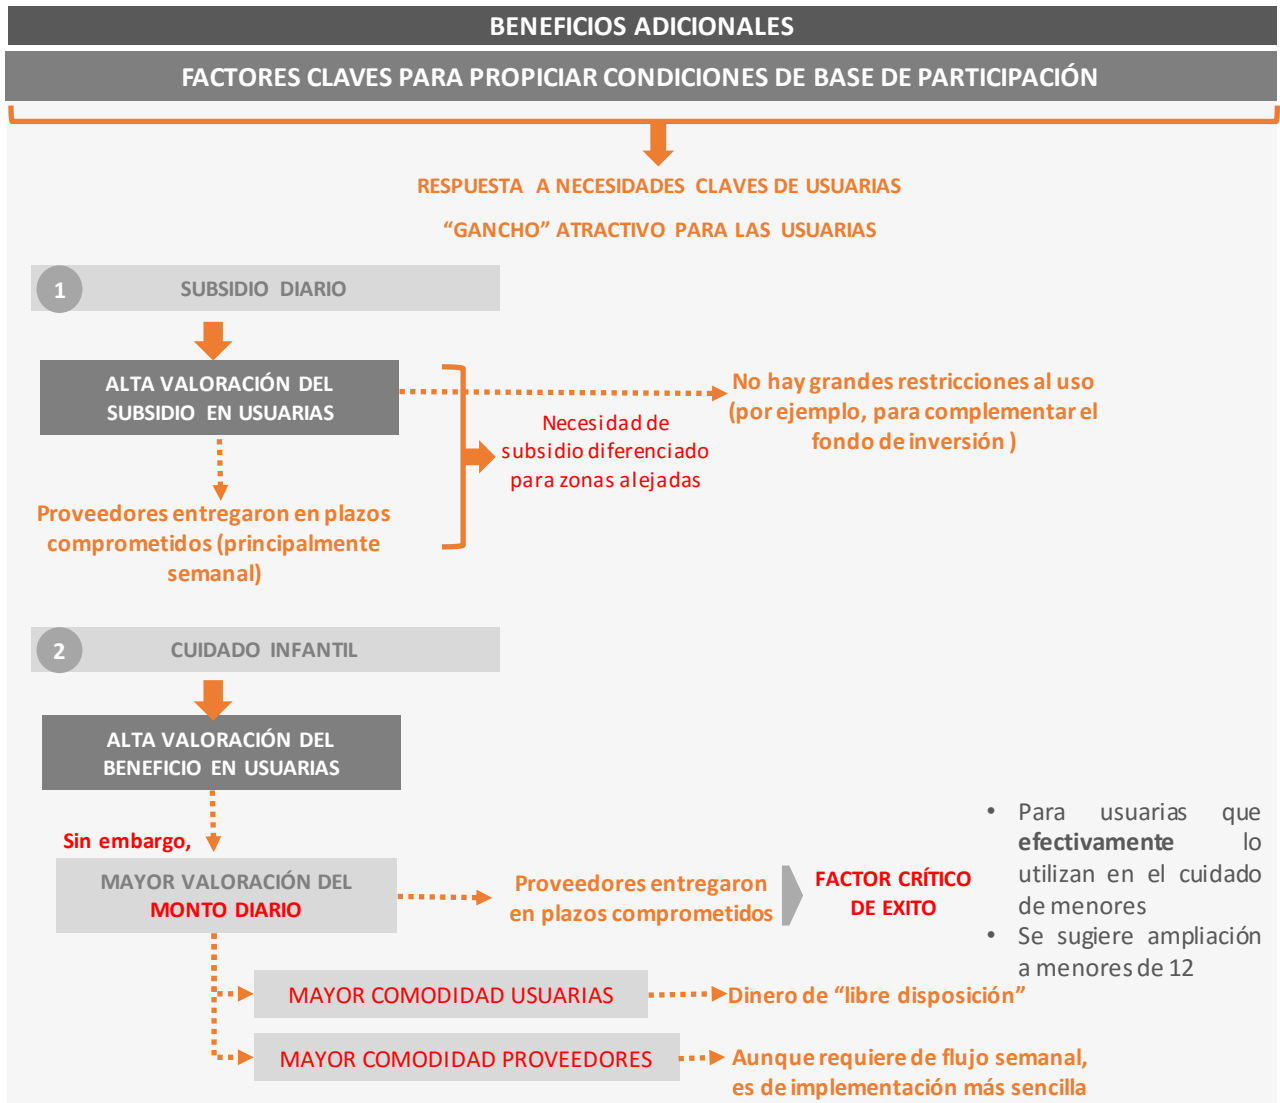 BENEFICIOS ADICIONALES
FACTORES CLAVES PARA PROPICIAR CONDICIONES DE BASE DE PARTICIPACIÓN
RESPUESTA A NECESIDADES CLAVES DE USUARIAS
“GANCHO” ATRACTIVO PARA LAS USUARIAS
1
SUBSIDIO DIARIO
ALTA VALORACIÓN DEL
SUBSIDIO EN USUARIAS
No hay grandes restricciones al uso
(por ejemplo, para complementar el
fondo de inversión )
Necesidad de
subsidio diferenciado
para zonas alejadas
Proveedores entregaron en plazos
comprometidos (principalmente
semanal)
2
CUIDADO INFANTIL
ALTA VALORACIÓN DEL
BENEFICIO EN USUARIAS
Sin embargo,
MAYOR VALORACIÓN DEL
MONTO DIARIO
Proveedores entregaron
en plazos comprometidos
FACTOR CRÍTICO
DE EXITO
• Para usuarias que
efectivamente lo
utilizan en el cuidado
de menores
• Se sugiere ampliación
a menores de 12
MAYOR COMODIDAD USUARIAS
Dinero de “libre disposición”
MAYOR COMODIDAD PROVEEDORES
Aunque requiere de flujo semanal,
es de implementación más sencilla